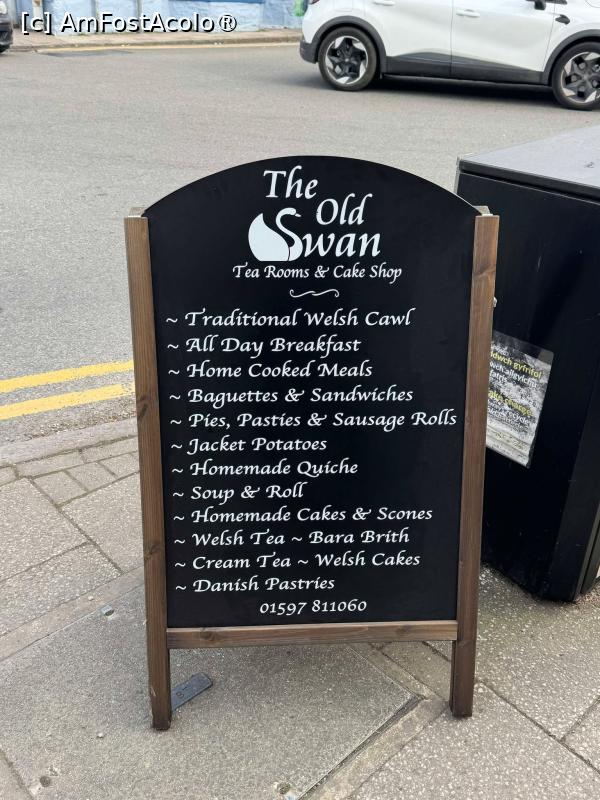 [c] AmFostAcolo®
The
Old
Swan
Tea Rooms & Cake Shop
~ Traditional Welsh Cawl
~ All Day Breakfast
~ Home Cooked Meals
~ Baguettes & Sandwiches
~ Pies, Pasties & Sausage Rolls
~ Jacket Potatoes
~ Homemade Quiche
~ Soup & Roll
~ Homemade Cakes & Scones
~ Welsh Tea ~ Bara Brith
~ Cream Tea ~ Welsh Cakes
~ Danish Pastries
01597 811060